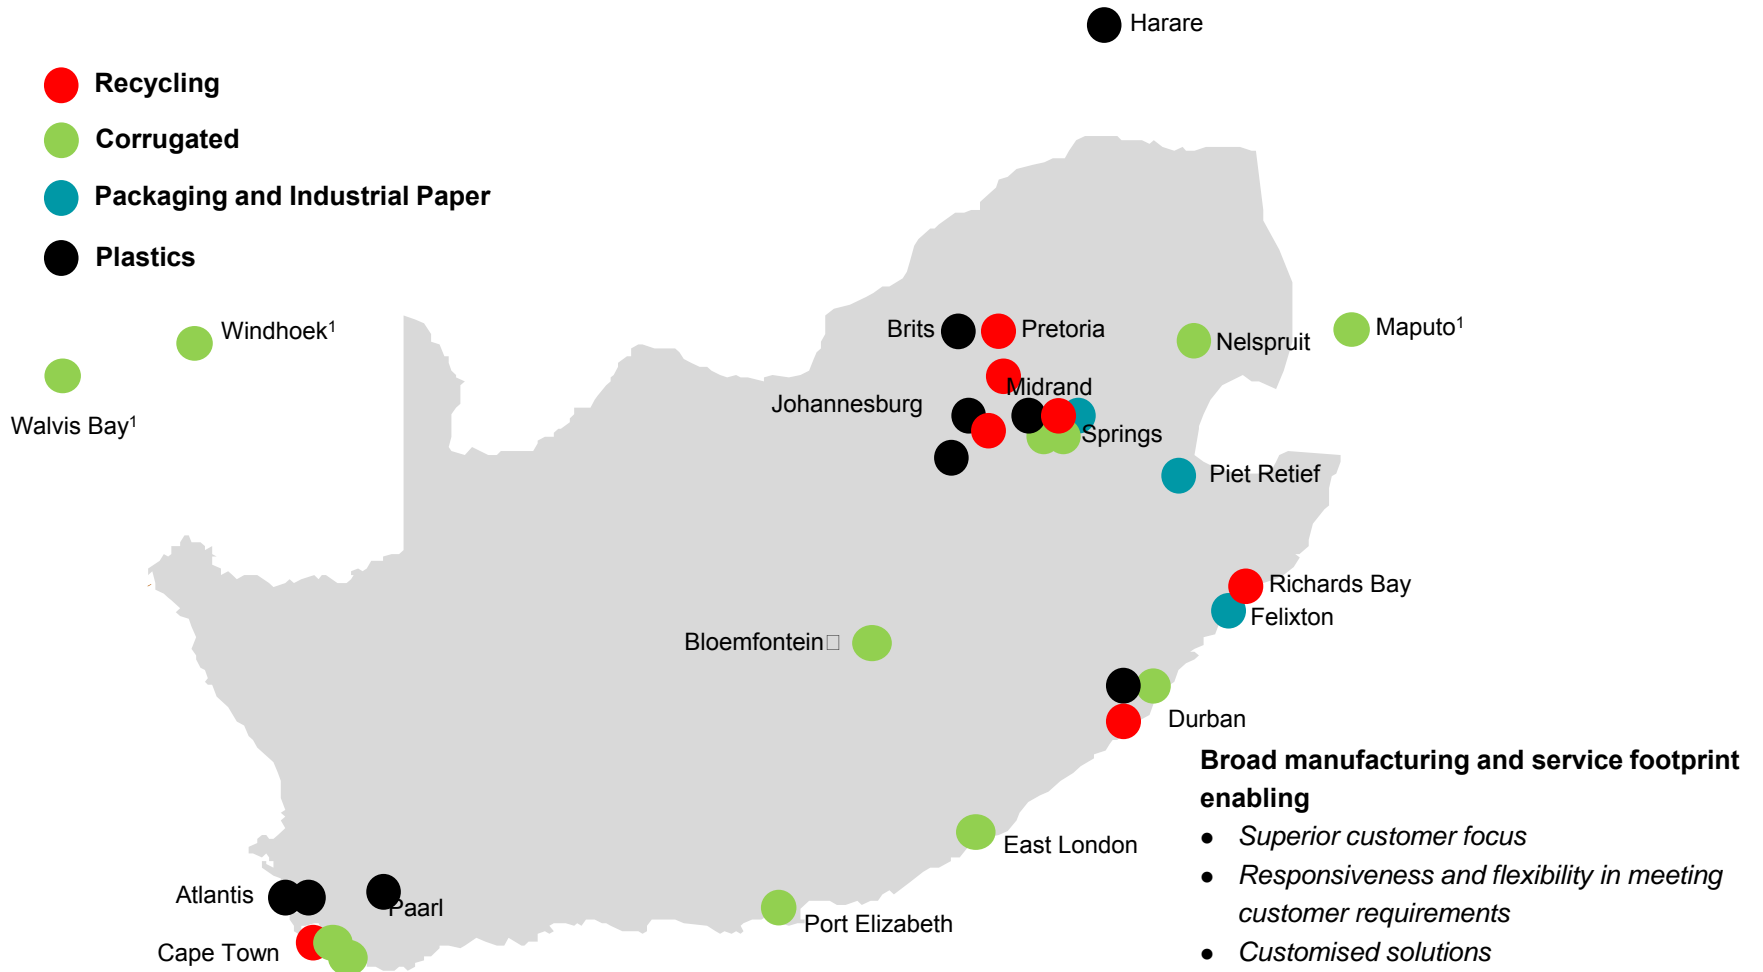 Harare
Recycling
Corrugated
Packaging and Industrial Paper
Plastics
Windhoek¹
Walvis Bay¹
Brits
Pretoria
Nelspruit
Maputo¹
Midrand
Johannesburg
Springs
Piet Retief
Richards Bay
Felixton
Bloemfontein□
Durban
Broad manufacturing and service footprint
enabling
● Superior customer focus
● Responsiveness and flexibility in meeting
customer requirements
● Customised solutions
East London
Atlantis
Paarl
Port Elizabeth
Cape Town